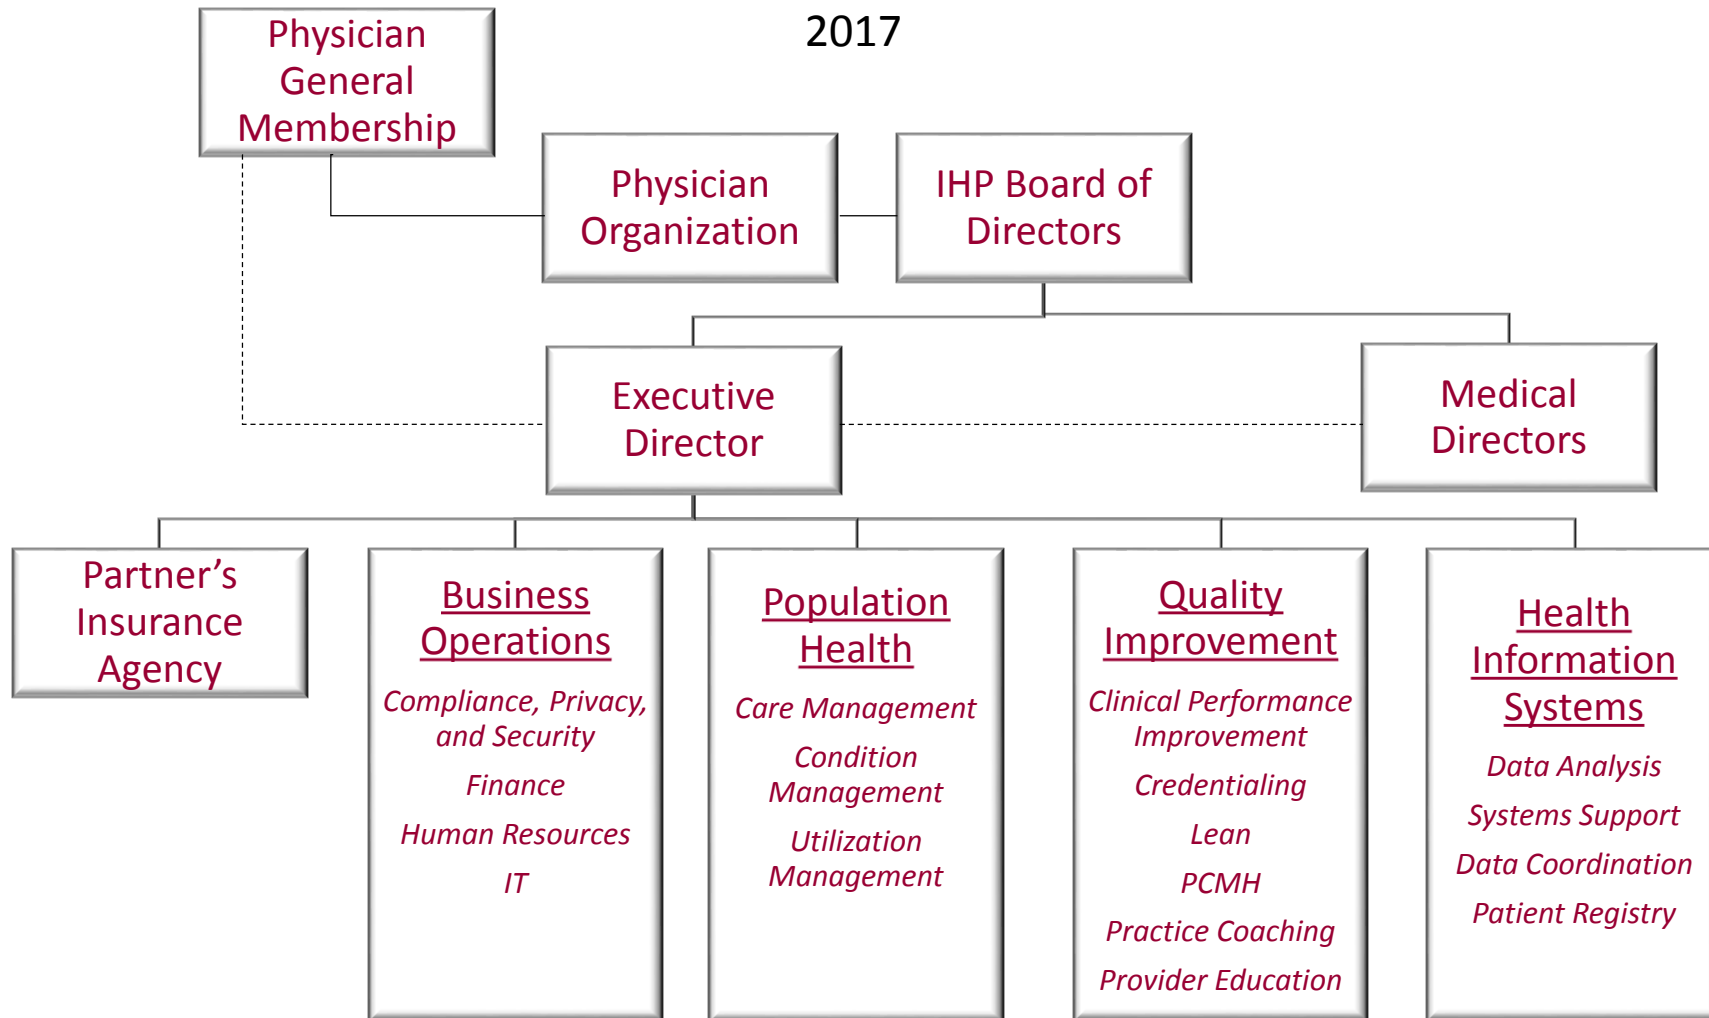 2017
Physician
General
Membership
Physician
Organization
IHP Board of
Directors
Executive
Director
Medical
Directors
Partner’s
Insurance
Agency
Business
Operations
Compliance, Privacy,
and Security
Finance
Human Resources
IT
Population
Health
Care Management
Condition
Management
Utilization
Management
Quality
Improvement
Clinical Performance
Improvement
Credentialing
Lean
PCMH
Practice Coaching
Provider Education
Health
Information
Systems
Data Analysis
Systems Support
Data Coordination
Patient Registry